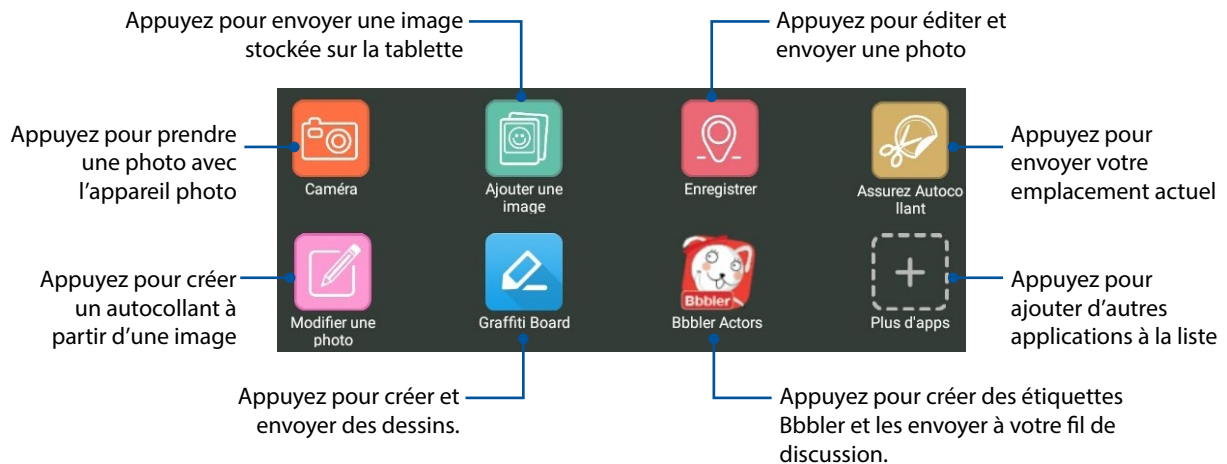 Appuyez pour envoyer une image
stockée sur la tablette
Appuyez pour éditer et
envoyer une photo
Appuyez pour prendre
une photo avec
l’appareil photo
Caméra
Ajouter une
image
Enregistrer
Assurez Autoco
llant
Appuyez pour
envoyer votre
emplacement actuel
Appuyez pour créer
un autocollant à
partir d’une image
Modifier une
photo
Graffiti Board
Bbbler
Bbbler Actors
Plus d'apps
Appuyez pour
ajouter d’autres
applications à la liste
Appuyez pour créer et
envoyer des dessins.
Appuyez pour créer des étiquettes
Bbbler et les envoyer à votre fil de
discussion.